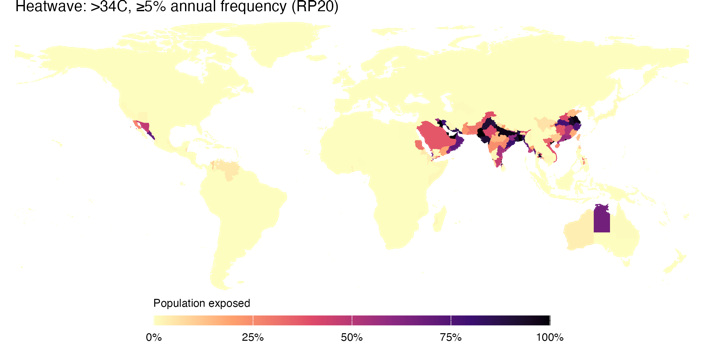 Heatwave: >34C, ≥5% annual frequency (RP20)
Population exposed
0% 25% 50% 75% 100%